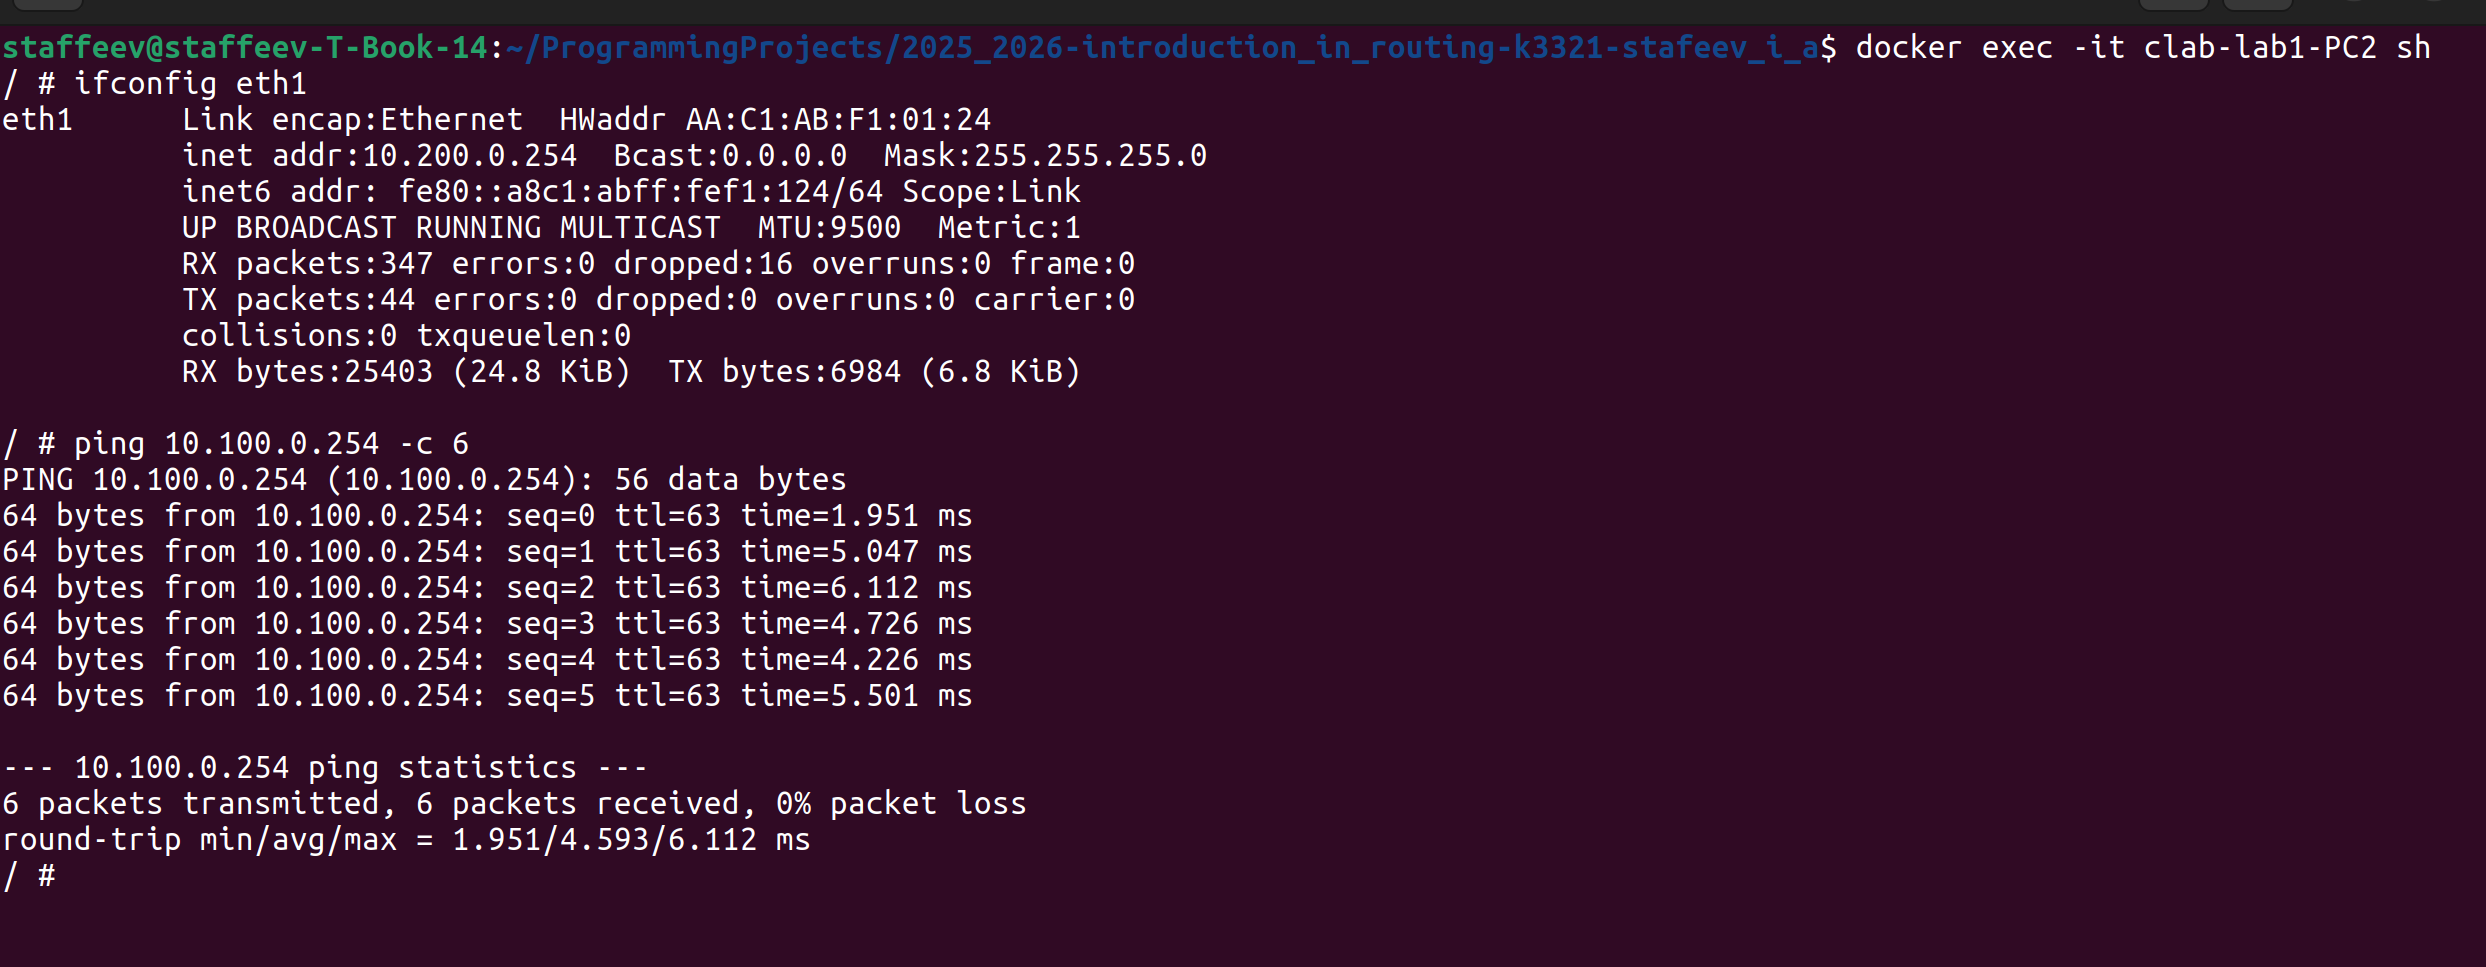 staffeev@staffeev-T-Book-14:~/ProgrammingProjects/2025_2026-introduction_in_routing-k3321-stafeev_i_a$ docker exec -it clab-lab1-PC2 sh
/ # ifconfig eth1
eth1      Link encap:Ethernet  HWaddr AA:C1:AB:F1:01:24
          inet addr:10.200.0.254  Bcast:0.0.0.0  Mask:255.255.255.0
          inet6 addr: fe80::a8c1:abff:fef1:124/64 Scope:Link
          UP BROADCAST RUNNING MULTICAST  MTU:9500  Metric:1
          RX packets:347 errors:0 dropped:16 overruns:0 frame:0
          TX packets:44 errors:0 dropped:0 overruns:0 carrier:0
          collisions:0 txqueuelen:0
          RX bytes:25403 (24.8 KiB)  TX bytes:6984 (6.8 KiB)

/ # ping 10.100.0.254 -c 6
PING 10.100.0.254 (10.100.0.254): 56 data bytes
64 bytes from 10.100.0.254: seq=0 ttl=63 time=1.951 ms
64 bytes from 10.100.0.254: seq=1 ttl=63 time=5.047 ms
64 bytes from 10.100.0.254: seq=2 ttl=63 time=6.112 ms
64 bytes from 10.100.0.254: seq=3 ttl=63 time=4.726 ms
64 bytes from 10.100.0.254: seq=4 ttl=63 time=4.226 ms
64 bytes from 10.100.0.254: seq=5 ttl=63 time=5.501 ms

--- 10.100.0.254 ping statistics ---
6 packets transmitted, 6 packets received, 0% packet loss
round-trip min/avg/max = 1.951/4.593/6.112 ms
/ #